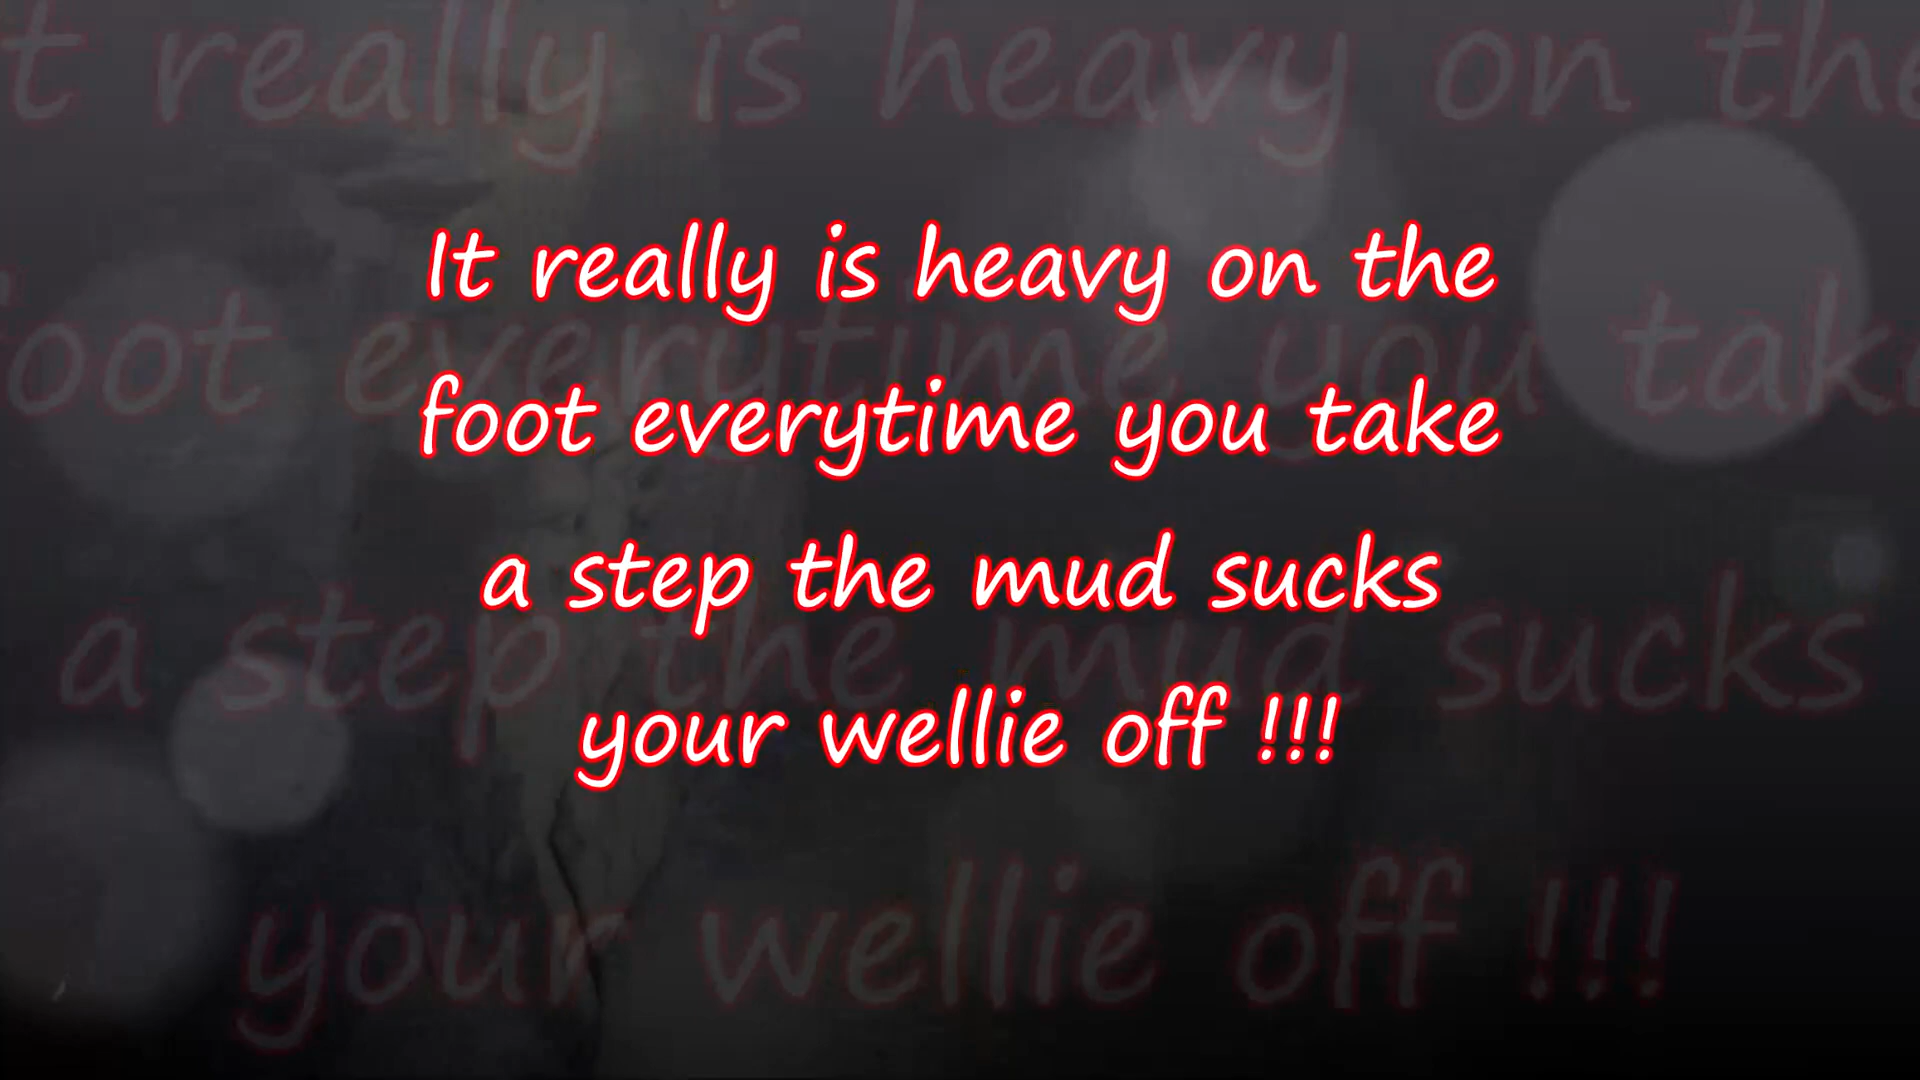 It really is heavy on the
foot everytime you take
a step the mud sucks
your wellie off !!!